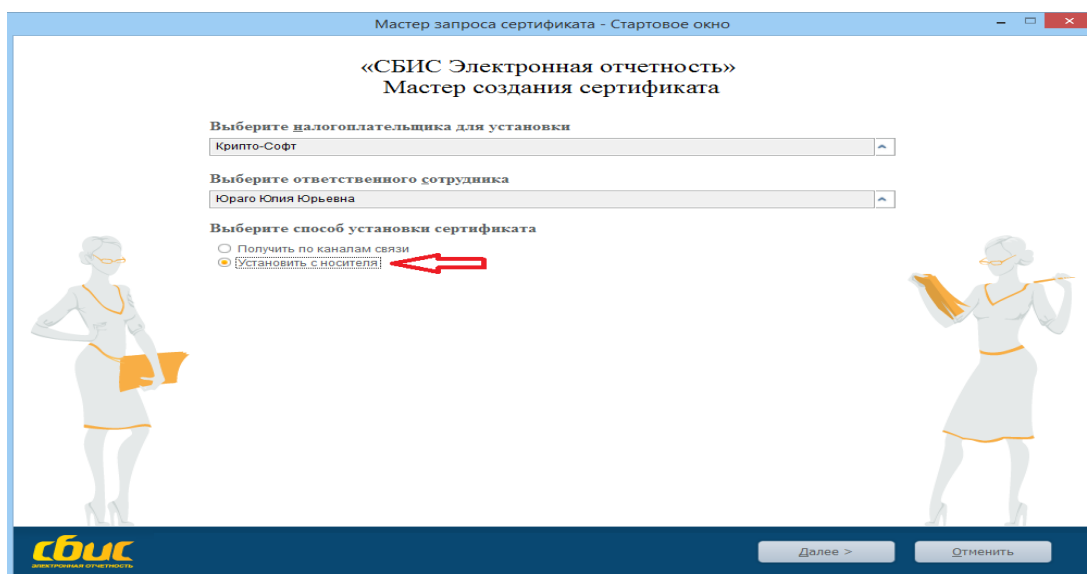 Мастер запроса сертификата - Стартовое окно
«СБИС Электронная отчетность»
Мастер создания сертификата
Выберите налогоплательщика для установки
Крипто-Софт
Выберите ответственного сотрудника
Юраго Юлия Юрьевна
Выберите способ установки сертификата
Получить по каналам связи
Установить с носителя
сбис
ЭЛЕКТРОННАЯ ОТЧЕТНОСТЬ
Далее >
Отменить